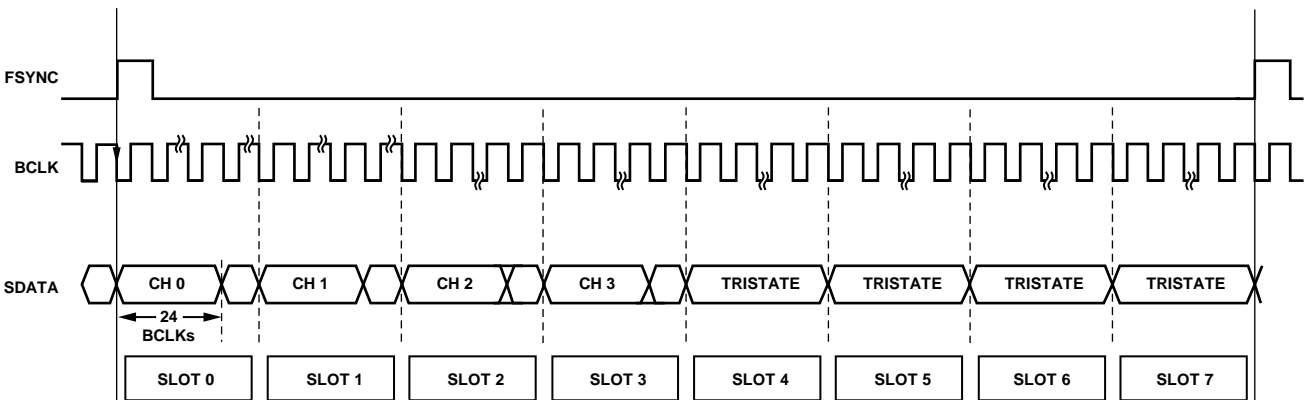 FSYNC
BCLK
SDATA
CH 0
CH 1
CH 2
CH 3
TRISTATE
TRISTATE
TRISTATE
TRISTATE
24
BCLKs
SLOT 0
SLOT 1
SLOT 2
SLOT 3
SLOT 4
SLOT 5
SLOT 6
SLOT 7